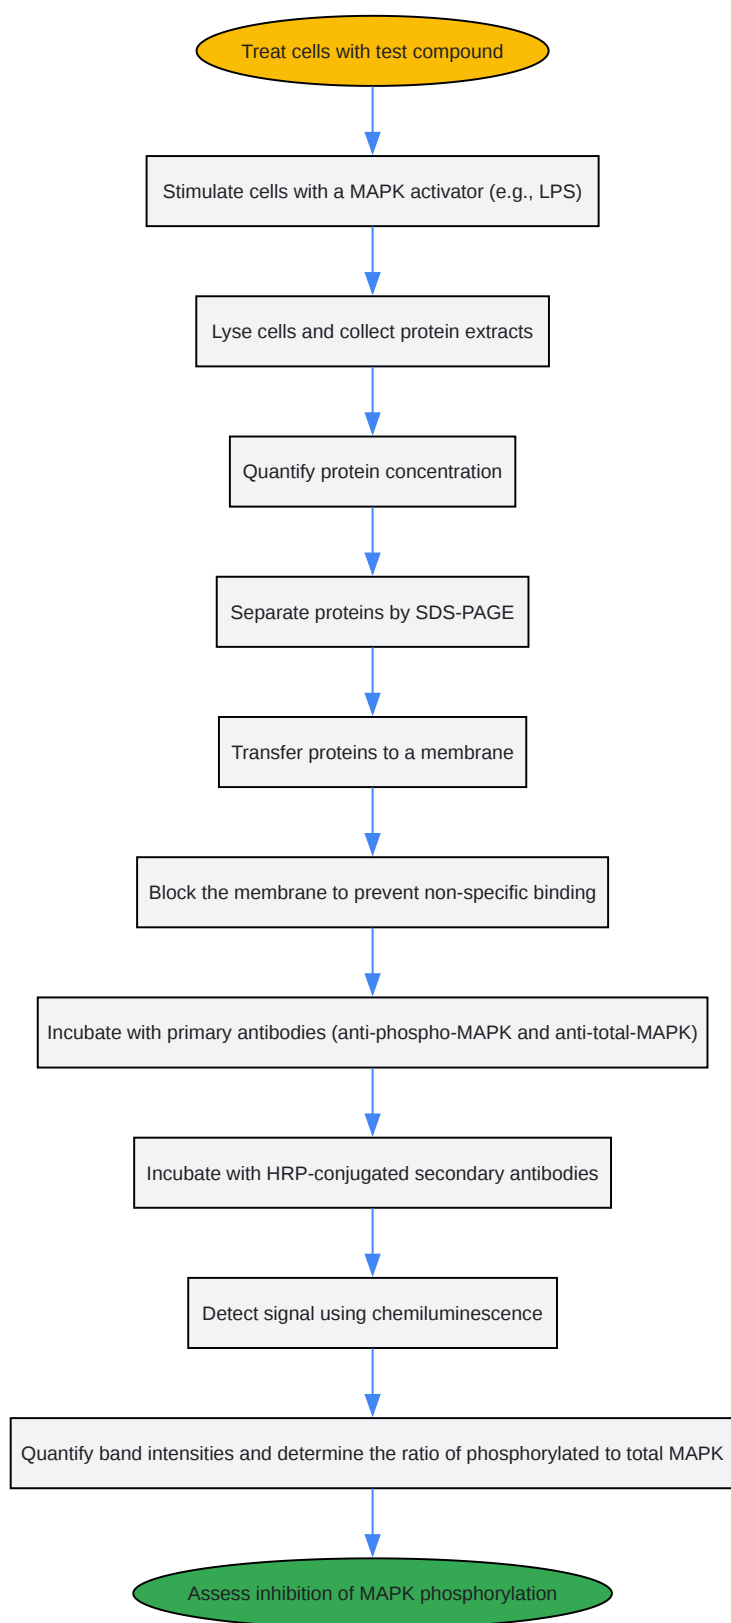 Treat cells with test compound
Stimulate cells with a MAPK activator (e.g., LPS)
Lyse cells and collect protein extracts
Quantify protein concentration
Separate proteins by SDS-PAGE
Transfer proteins to a membrane
Block the membrane to prevent non-specific binding
Incubate with primary antibodies (anti-phospho-MAPK and anti-total-MAPK)
Incubate with HRP-conjugated secondary antibodies
Detect signal using chemiluminescence
Quantify band intensities and determine the ratio of phosphorylated to total MAPK
Assess inhibition of MAPK phosphorylation